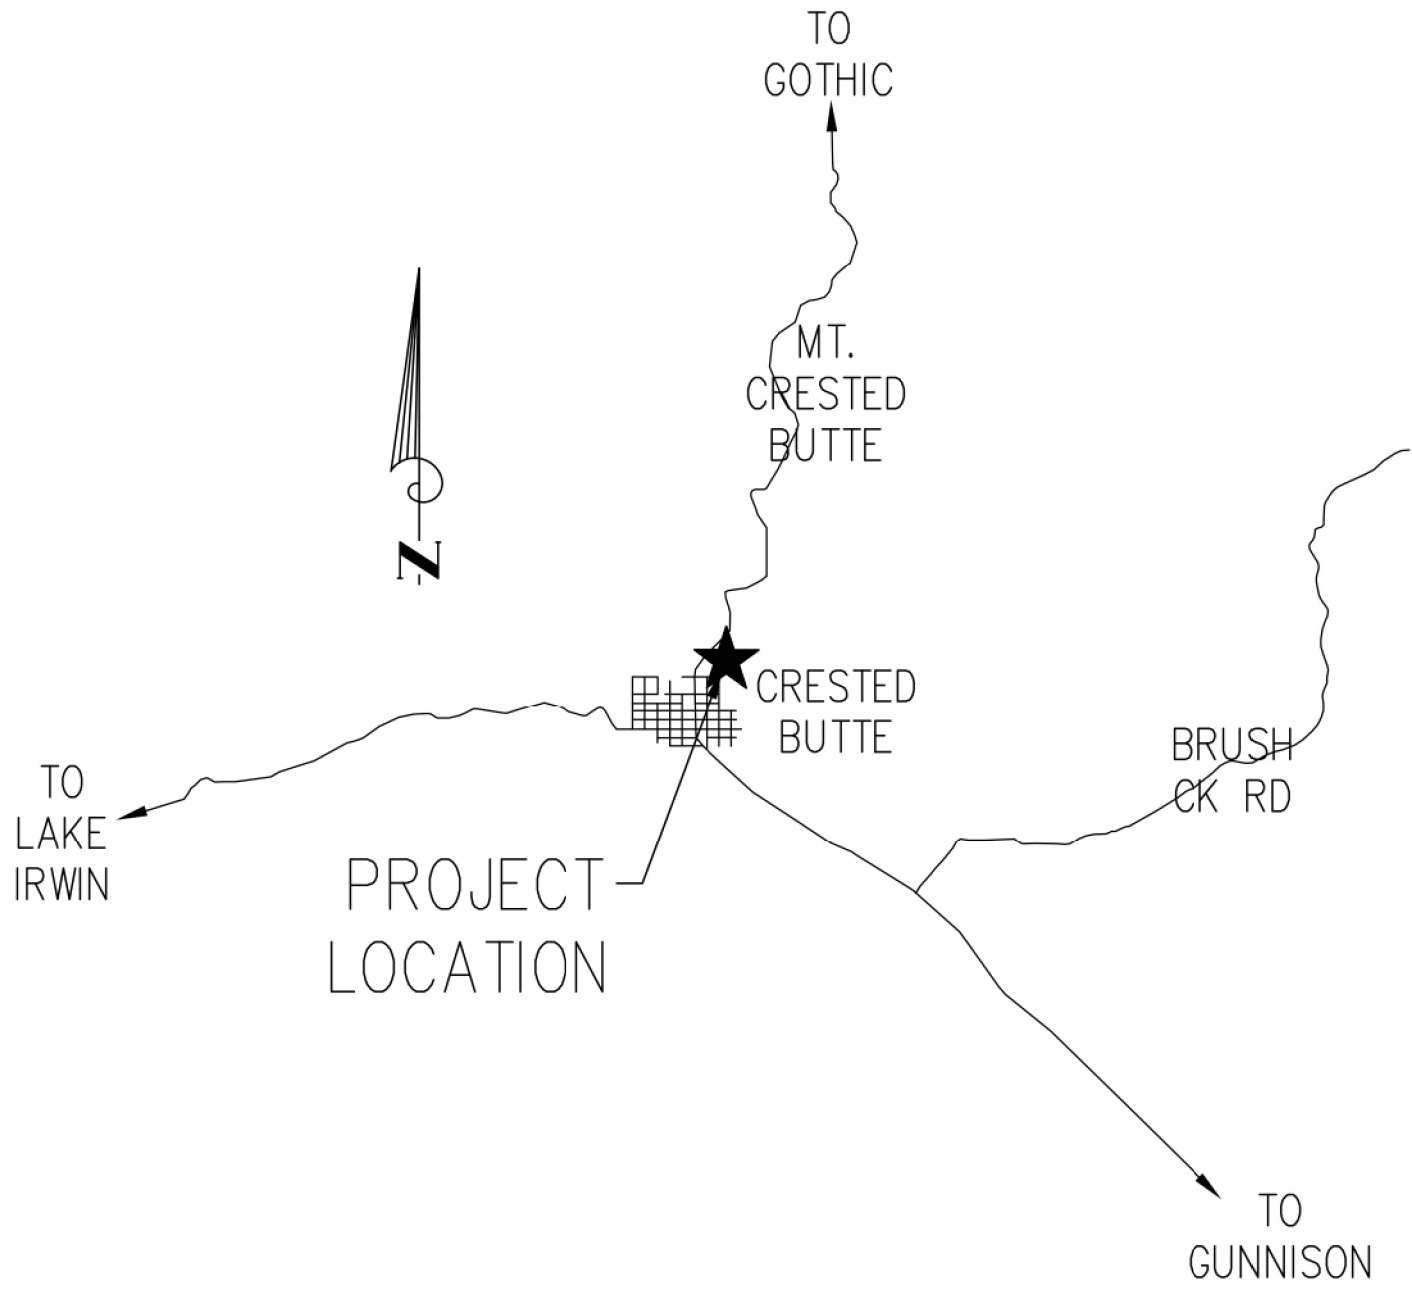 TO
GOTHIC
MT.
CRESTED
BUTTE
N
CRESTED
BUTTE
BRUSH
CK RD
TO
LAKE
IRWIN
PROJECT
LOCATION
TO
GUNNISON